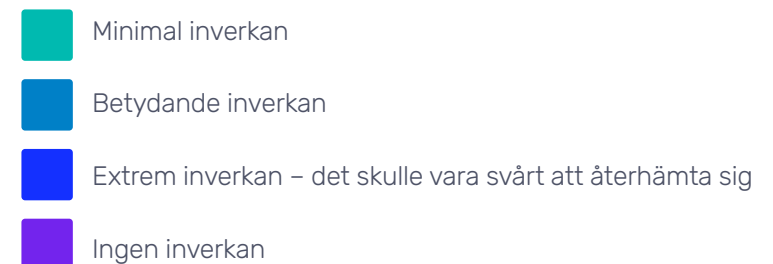 Minimal inverkan
Betydande inverkan
Extrem inverkan – det skulle vara svårt att återhämta sig
Ingen inverkan